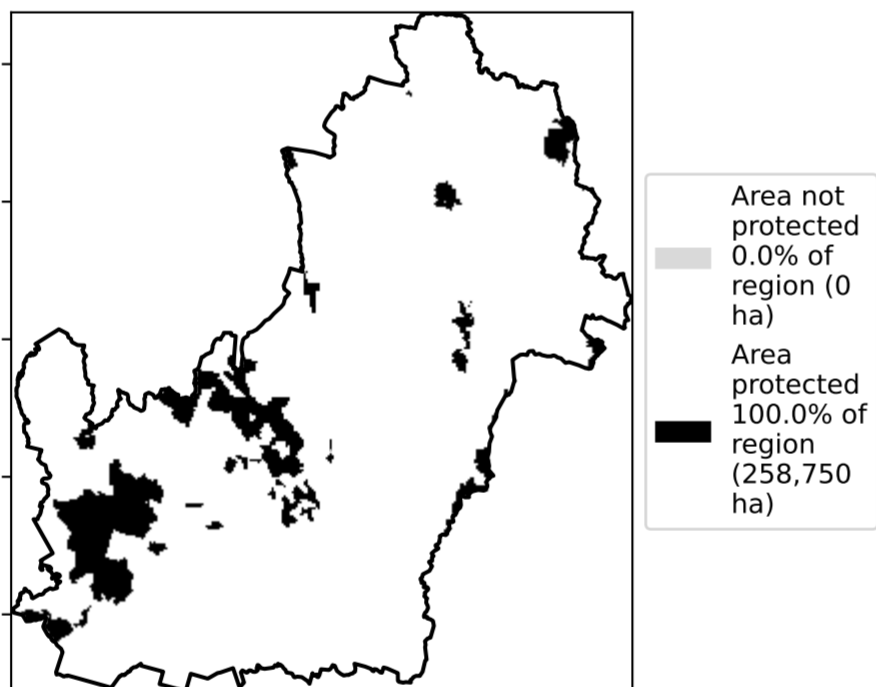 Area not
protected
0.0% of
region (0
ha)
Area
protected
100.0% of
region
(258,750
ha)